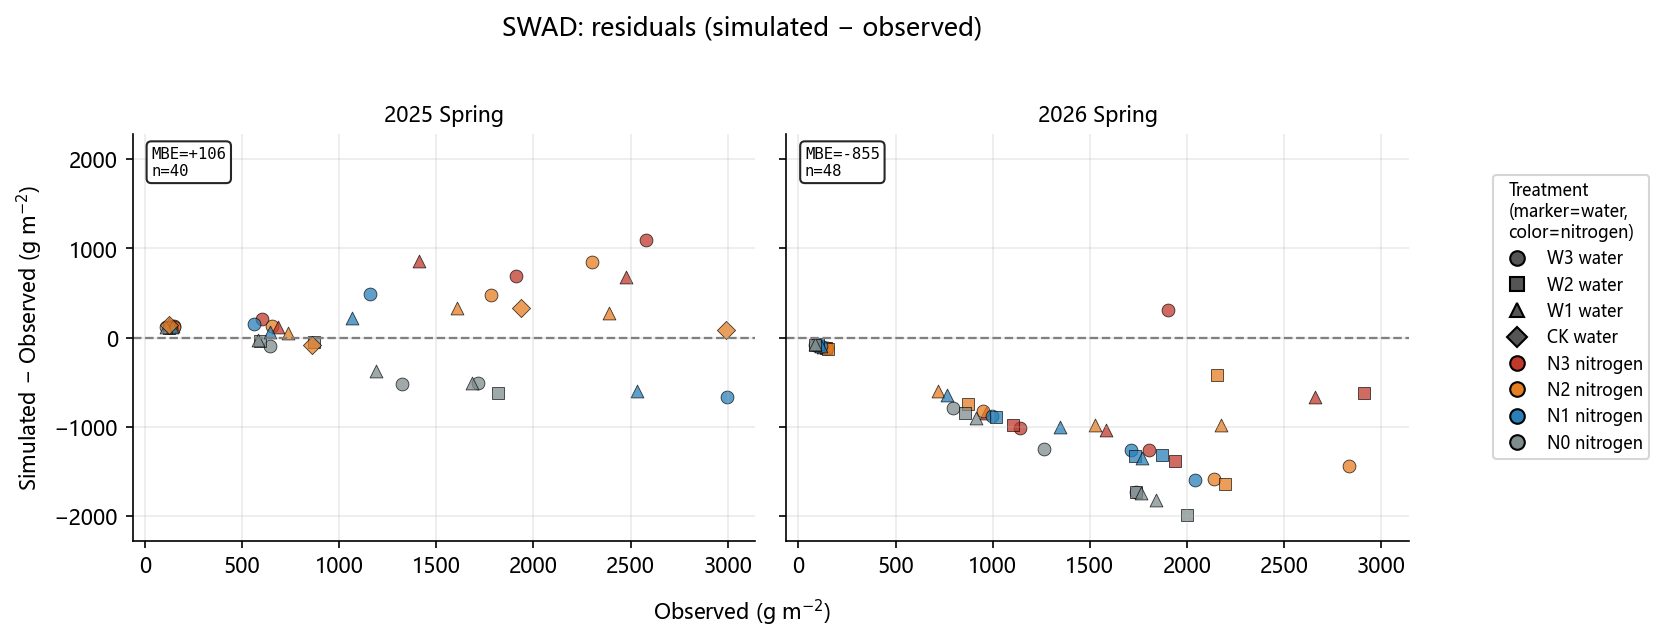 SWAD: residuals (simulated − observed)
2025 Spring
2026 Spring
MBE=+106
n=40
MBE=-855
n=48
Simulated − Observed (g m⁻²)
2000
1000
0
−1000
−2000
0 500 1000 1500 2000 2500 3000
0 500 1000 1500 2000 2500 3000
Observed (g m⁻²)
Treatment
(marker=water,
color=nitrogen)
W3 water
W2 water
W1 water
CK water
N3 nitrogen
N2 nitrogen
N1 nitrogen
N0 nitrogen